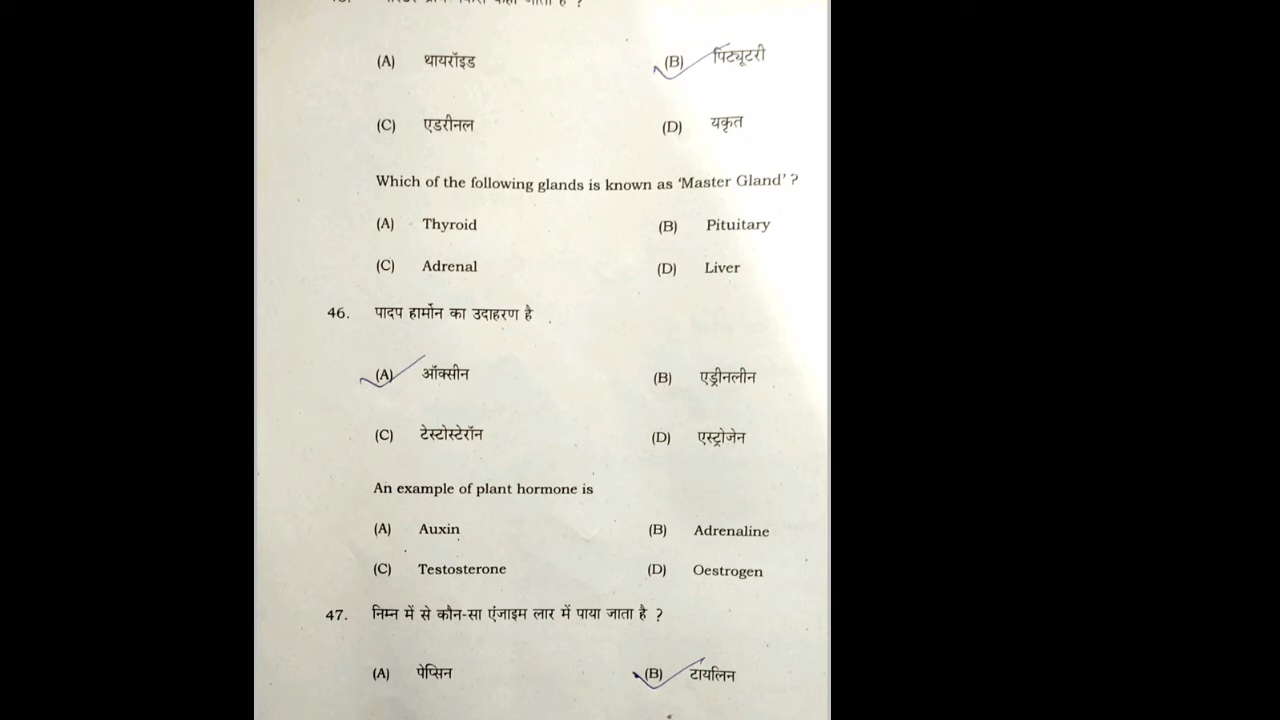 जाता है ?
(A) थायरॉइड (B) पिट्यूटरी
(C) एडरीनल (D) यकृत
Which of the following glands is known as ‘Master Gland’ ?
(A) Thyroid (B) Pituitary
(C) Adrenal (D) Liver
46. पादप हार्मोन का उदाहरण है
(A) ऑक्सीन (B) एड्रीनलीन
(C) टेस्टोस्टेरॉन (D) एस्ट्रोजेन
An example of plant hormone is
(A) Auxin (B) Adrenaline
(C) Testosterone (D) Oestrogen
47. निम्न में से कौन-सा एंजाइम लार में पाया जाता है ?
(A) पेप्सिन (B) टायलिन